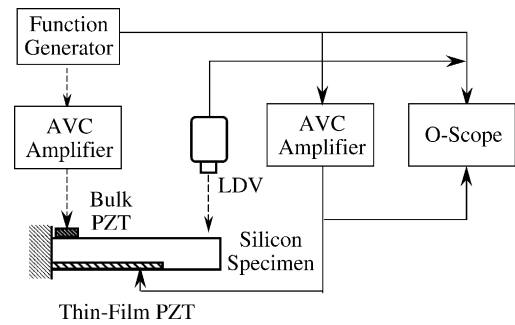 Function
Generator
AVC
Amplifier
LDV
AVC
Amplifier
O-Scope
Bulk
PZT
Silicon
Specimen
Thin-Film PZT